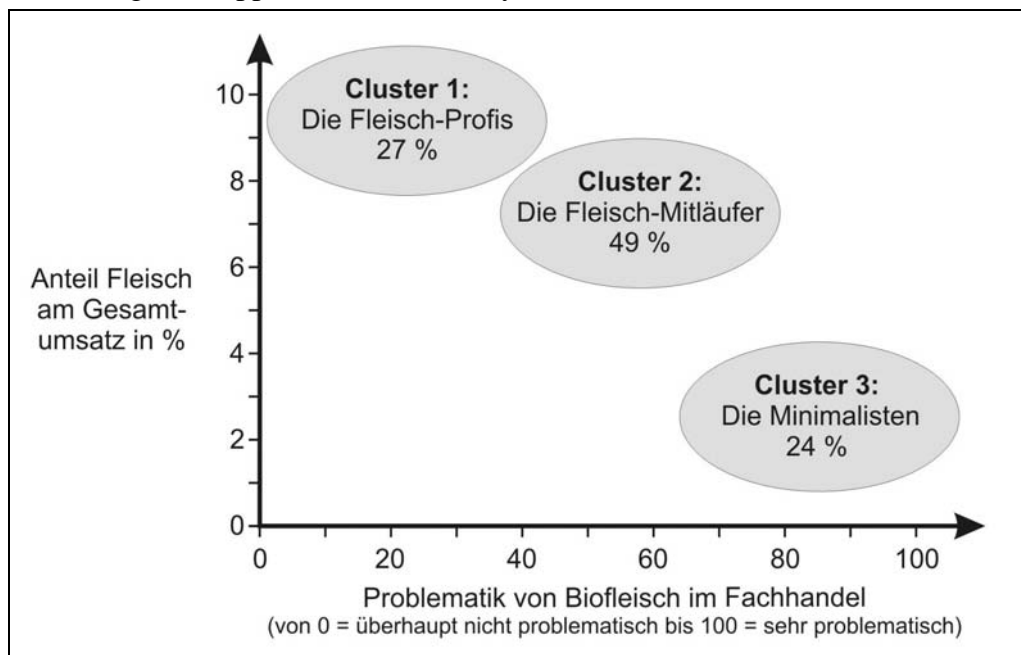 10
8
6
4
2
0
Anteil Fleisch
am Gesamt-
umsatz in %
Cluster 1:
Die Fleisch-Profis
27 %
Cluster 2:
Die Fleisch-Mitläufer
49 %
Cluster 3:
Die Minimalisten
24 %
0 20 40 60 80 100
Problematik von Biofleisch im Fachhandel
(von 0 = überhaupt nicht problematisch bis 100 = sehr problematisch)